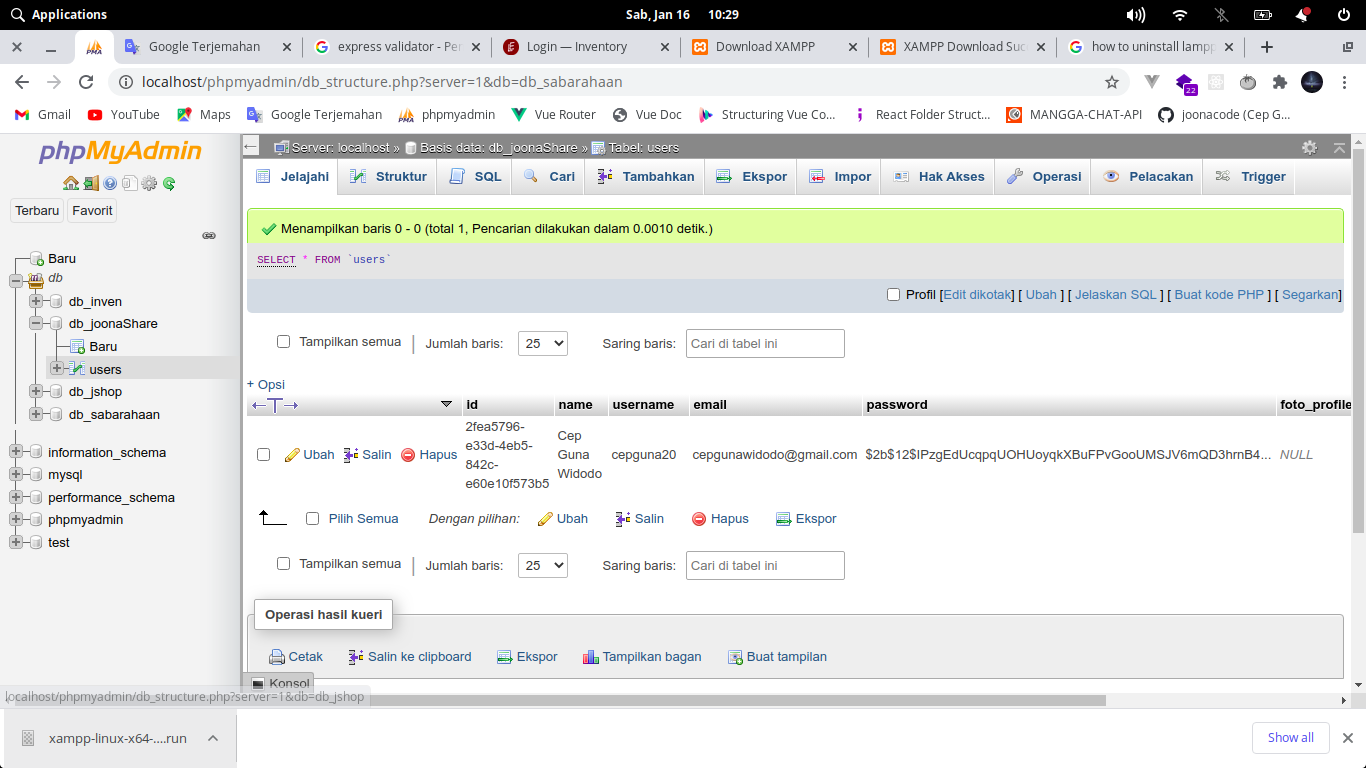 Applications
Sab, Jan 16 10:29
PMA
Google Terjemahan
express validator - Pe
Login — Inventory
Download XAMPP
XAMPP Download Suc
how to uninstall lampp
localhost/phpmyadmin/db_structure.php?server=1&db=db_sabarahaan
22
Gmail
YouTube
Maps
Google Terjemahan
phpmyadmin
Vue Router
Vue Doc
Structuring Vue Co...
React Folder Struct...
MANGGA-CHAT-API
joonacode (Cep G...
phpMyAdmin
Terbaru
Favorit
Baru
db
db_inven
db_joonaShare
Baru
users
db_jshop
db_sabarahaan
information_schema
mysql
performance_schema
phpmyadmin
test
Server: localhost » Basis data: db_joonaShare » Tabel: users
Jelajahi
Struktur
SQL
Cari
Tambahkan
Ekspor
Impor
Hak Akses
Operasi
Pelacakan
Trigger
Menampilkan baris 0 - 0 (total 1, Pencarian dilakukan dalam 0.0010 detik.)
SELECT * FROM `users`
Profil [Edit dikotak] [ Ubah ] [ Jelaskan SQL ] [ Buat kode PHP ] [ Segarkan]
Tampilkan semua | Jumlah baris: 25 Saring baris: Cari di tabel ini
+ Opsi
←T→ id name username email password foto_profile
Ubah Salin Hapus
2fea5796-
e33d-4eb5-
842c-
e60e10f573b5
Cep
Guna
Widodo
cepguna20
cepgunawidodo@gmail.com
$2b$12$IPzgEdUcqpqUOHUoyqkXBuFPvGooUMSJV6mQD3hrnB4...
NULL
Pilih Semua Dengan pilihan: Ubah Salin Hapus Ekspor
Tampilkan semua | Jumlah baris: 25 Saring baris: Cari di tabel ini
Operasi hasil kueri
Cetak Salin ke clipboard Ekspor Tampilkan bagan Buat tampilan
Konsol
localhost/phpmyadmin/db_structure.php?server=1&db=db_jshop
xampp-linux-x64-....run
Show all